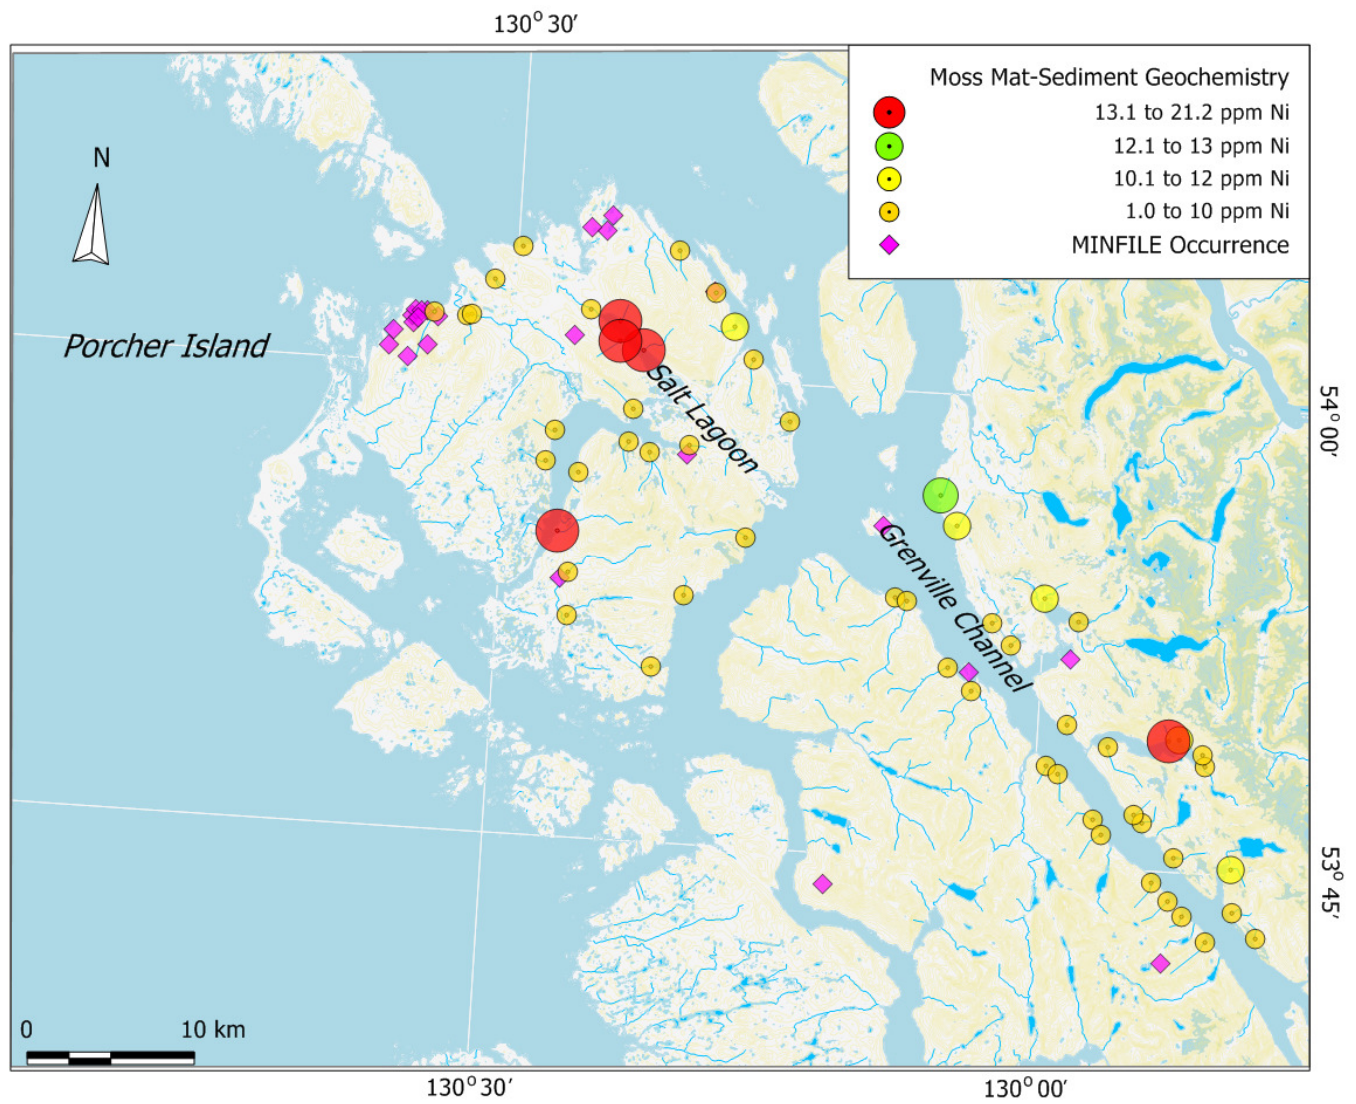 130° 30′
Moss Mat-Sediment Geochemistry
13.1 to 21.2 ppm Ni
12.1 to 13 ppm Ni
10.1 to 12 ppm Ni
1.0 to 10 ppm Ni
MINFILE Occurrence
N
Porcher Island
Salt Lagoon
54° 00′
Grenville Channel
53° 45′
0 10 km
130° 30′
130° 00′